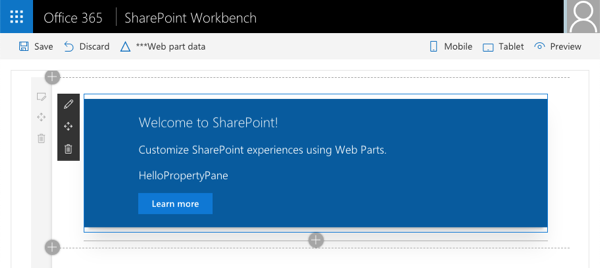 Office 365 SharePoint Workbench
Save Discard ***Web part data Mobile Tablet Preview
Welcome to SharePoint!
Customize SharePoint experiences using Web Parts.
HelloPropertyPane
Learn more